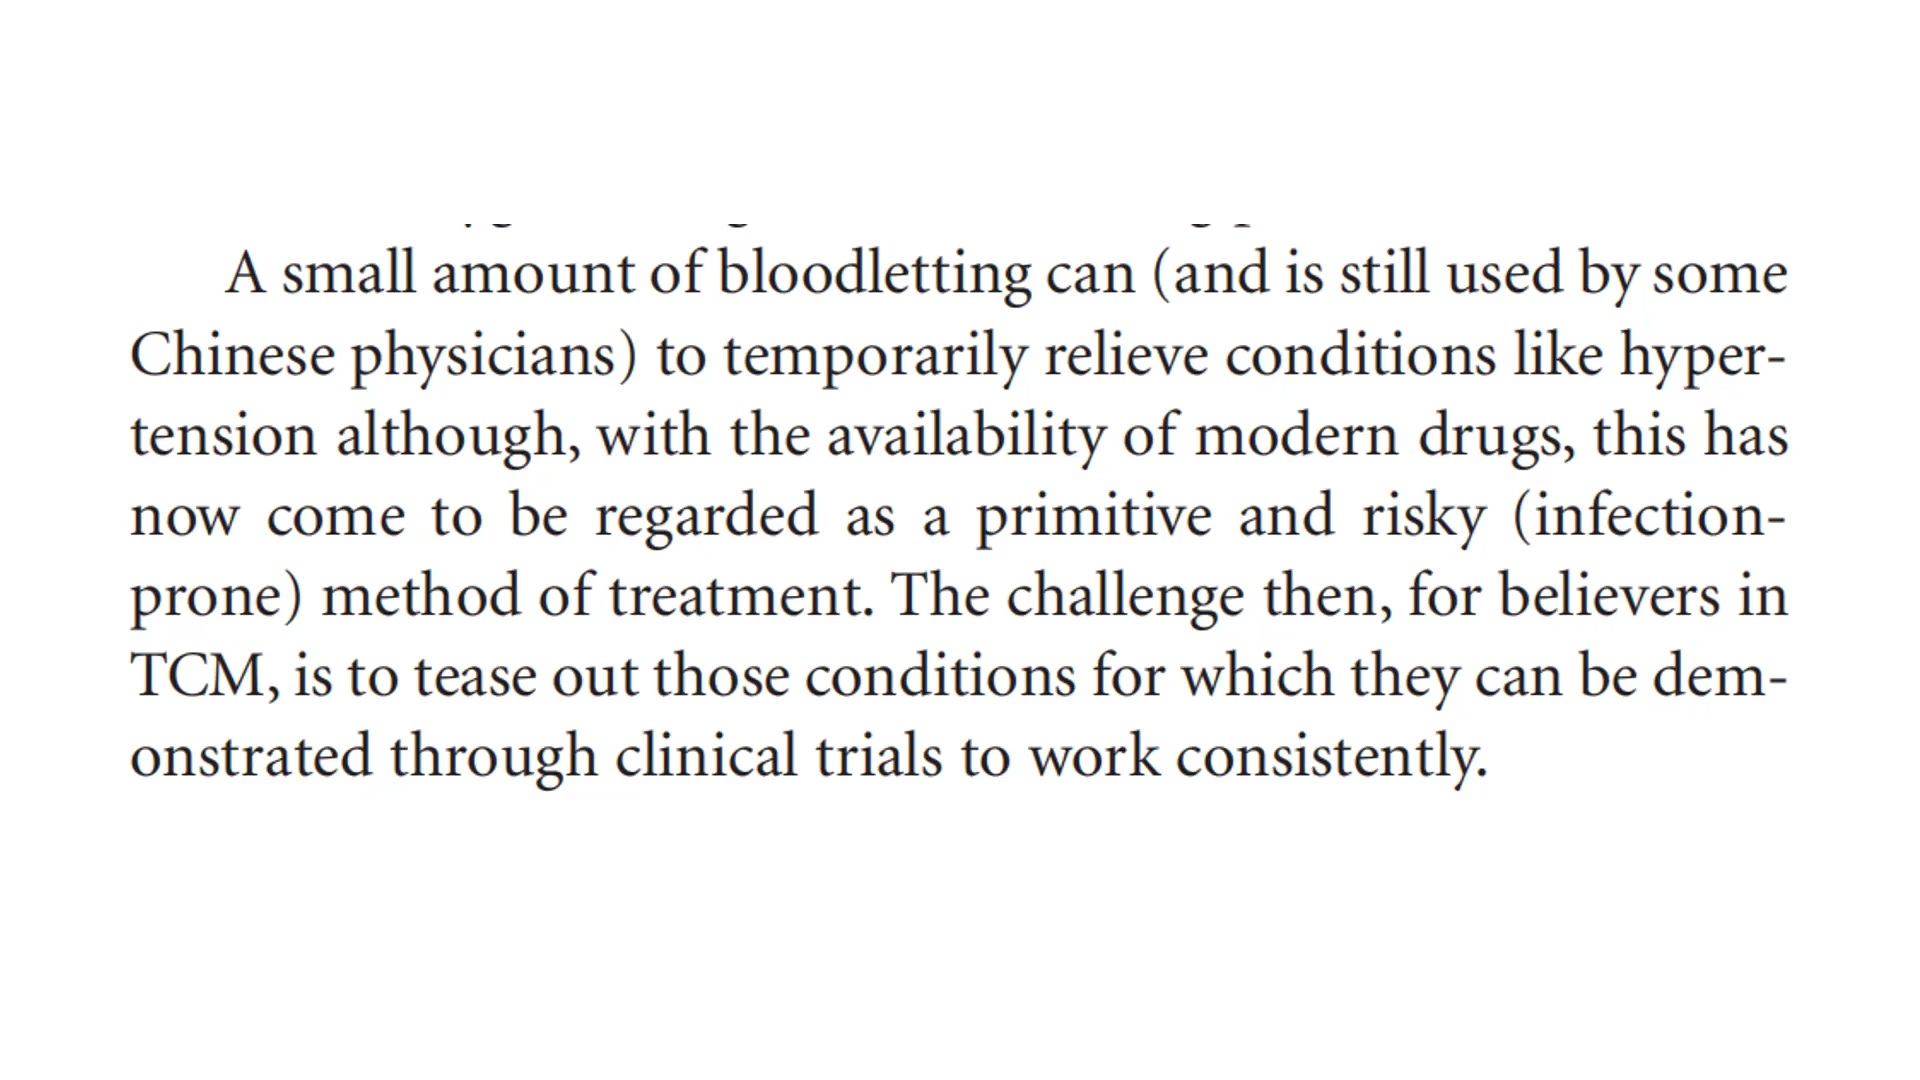 A small amount of bloodletting can (and is still used by some
Chinese physicians) to temporarily relieve conditions like hyper-
tension although, with the availability of modern drugs, this has
now come to be regarded as a primitive and risky (infection-
prone) method of treatment. The challenge then, for believers in
TCM, is to tease out those conditions for which they can be dem-
onstrated through clinical trials to work consistently.